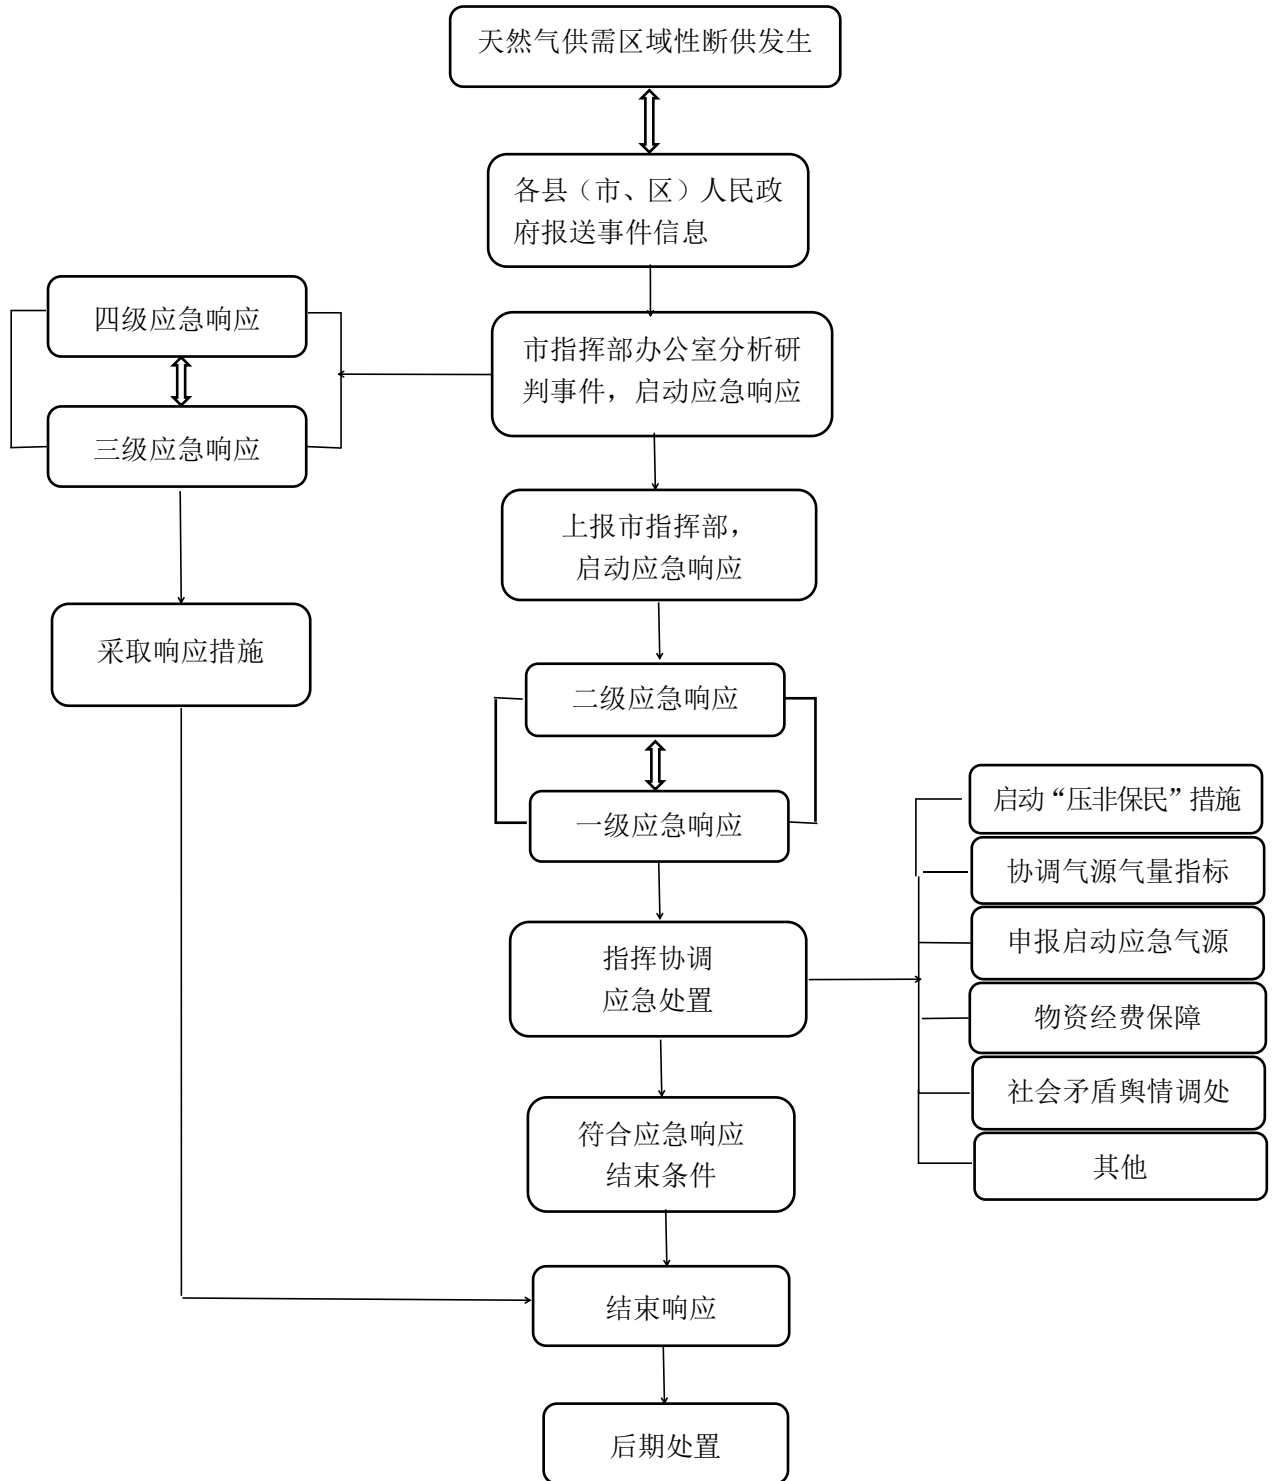 天然气供需区域性断供发生
各县（市、区）人民政
府报送事件信息
四级应急响应
三级应急响应
市指挥部办公室分析研
判事件，启动应急响应
上报市指挥部，
启动应急响应
采取响应措施
二级应急响应
一级应急响应
启动“压非保民”措施
协调气源气量指标
申报启动应急气源
物资经费保障
社会矛盾舆情调处
其他
指挥协调
应急处置
符合应急响应
结束条件
结束响应
后期处置